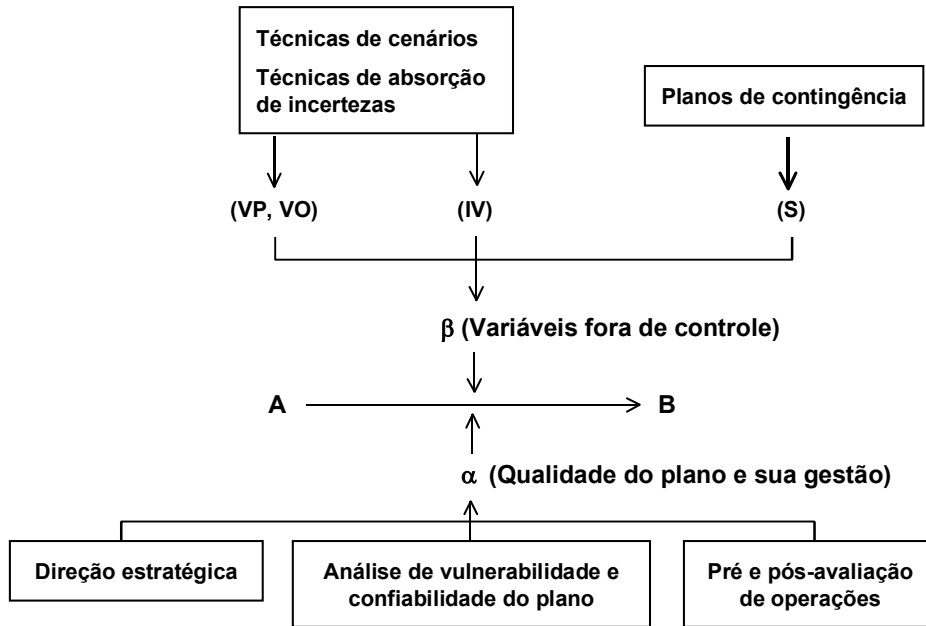 Técnicas de cenários
Técnicas de absorção
de incertezas
Planos de contingência
(VP, VO)
(IV)
(S)
β (Variáveis fora de controle)
A
B
α (Qualidade do plano e sua gestão)
Direção estratégica
Análise de vulnerabilidade e
confiabilidade do plano
Pré e pós-avaliação
de operações